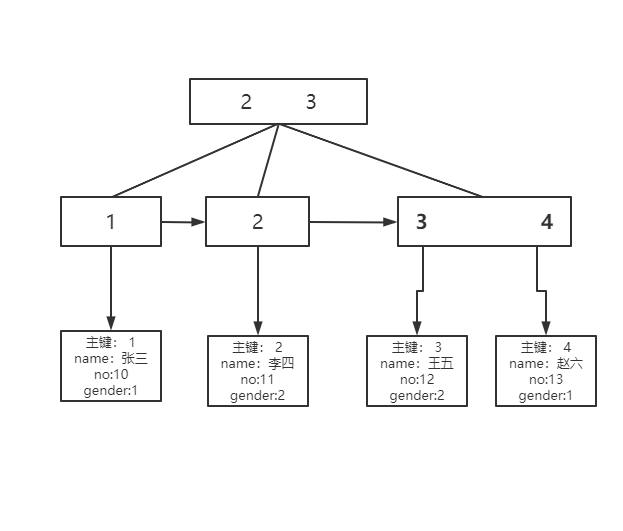 2 3
1
2
3 4
主键： 1
name：张三
no:10
gender:1
主键： 2
name：李四
no:11
gender:2
主键： 3
name：王五
no:12
gender:2
主键： 4
name：赵六
no:13
gender:1